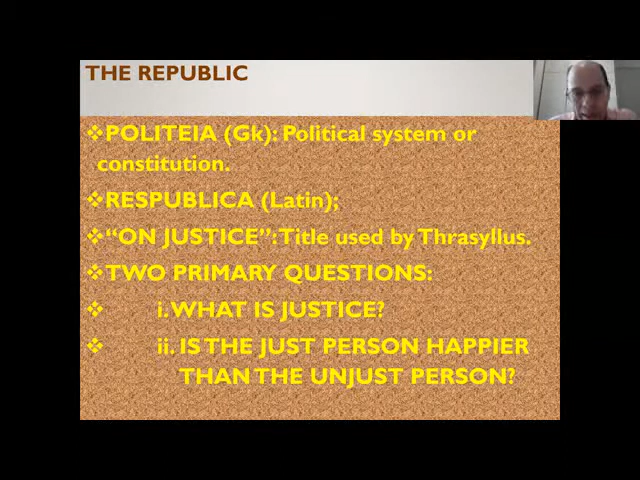 THE REPUBLIC
❖POLITEIA (Gk): Political system or
constitution.
❖RESPUBLICA (Latin);
❖“ON JUSTICE”: Title used by Thrasyllus.
❖TWO PRIMARY QUESTIONS:
❖ i. WHAT IS JUSTICE?
❖ ii. IS THE JUST PERSON HAPPIER
THAN THE UNJUST PERSON?